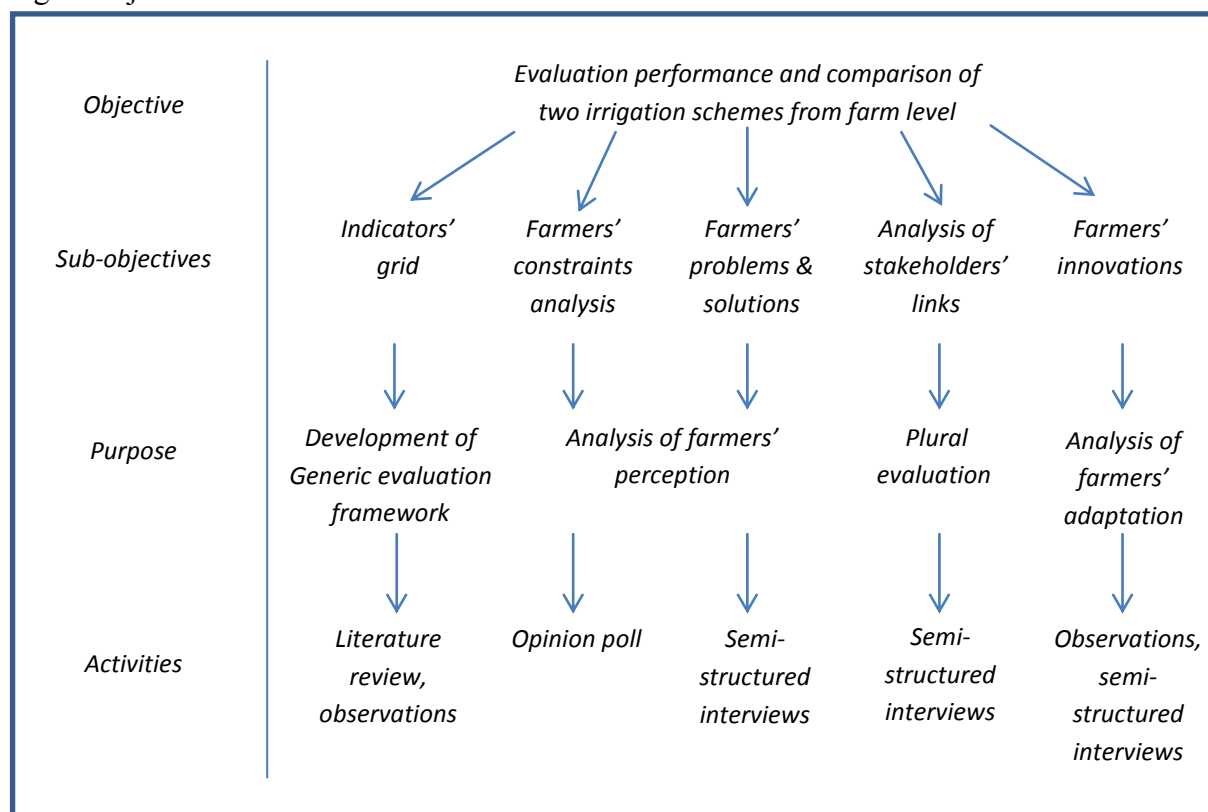 Objective
Evaluation performance and comparison of
two irrigation schemes from farm level
Sub-objectives
Indicators’
grid
Farmers’
constraints
analysis
Farmers’
problems &
solutions
Analysis of
stakeholders’
links
Farmers’
innovations
Purpose
Development of
Generic evaluation
framework
Analysis of farmers’
perception
Plural
evaluation
Analysis of
farmers’
adaptation
Activities
Literature
review,
observations
Opinion poll
Semi-
structured
interviews
Semi-
structured
interviews
Observations,
semi-
structured
interviews